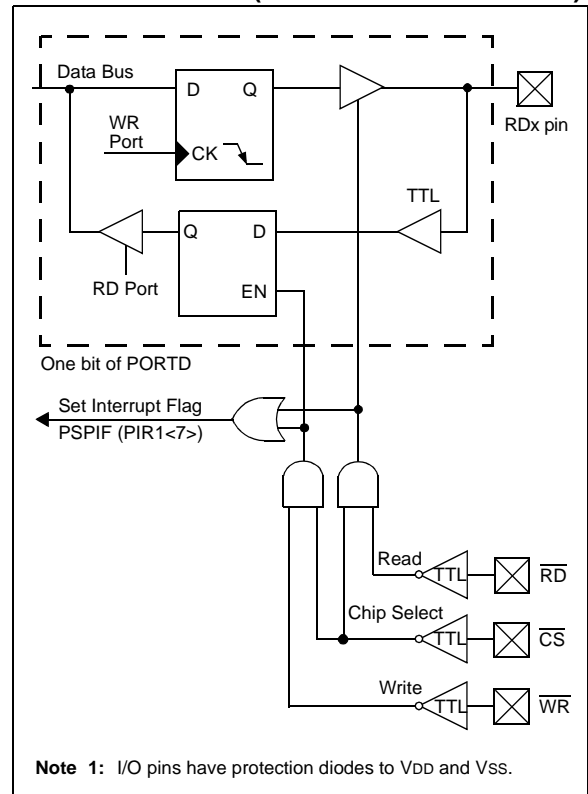 Data Bus
D Q
WR
Port
CK
RDx pin
TTL
Q D
RD Port
EN
One bit of PORTD
Set Interrupt Flag
PSPIF (PIR1<7>)
Read
TTL
RD
Chip Select
TTL
CS
Write
TTL
WR
Note 1: I/O pins have protection diodes to VDD and VSS.